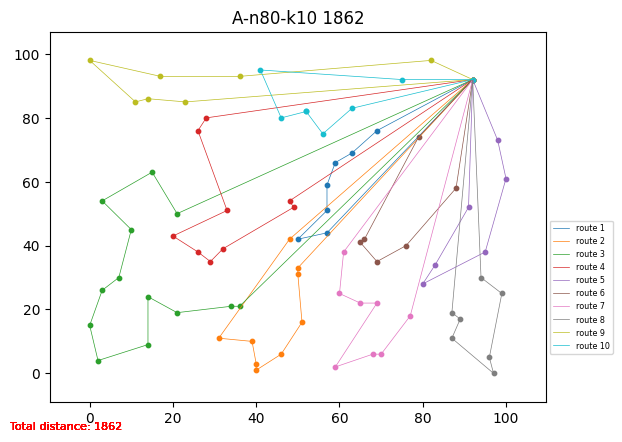 A-n80-k10 1862
100
80
60
40
20
0
0
20
40
60
80
100
route 1
route 2
route 3
route 4
route 5
route 6
route 7
route 8
route 9
route 10
Total distance: 1862